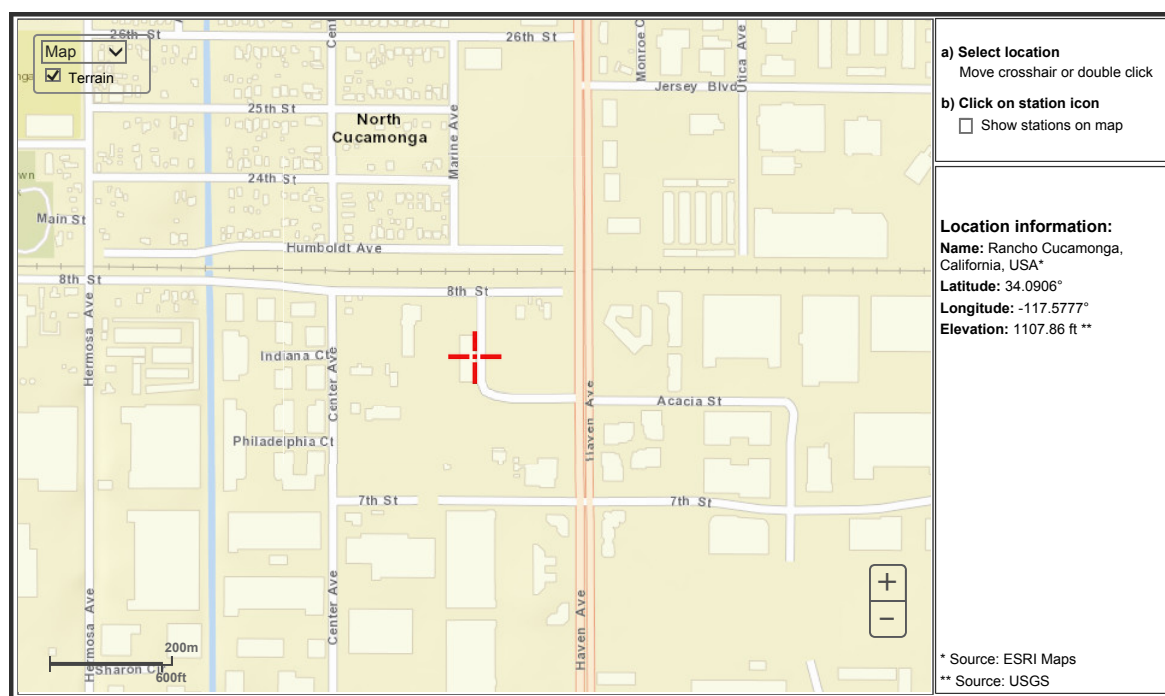 26th St
Cent
26th St
Monroe C
Utica Ave
Map
Terrain
Jersey Blvd
25th St
North
Cucamonga
Marine Ave
24th St
wn
Main St
Humboldt Ave
8th St
8th St
Hermosa Ave
Indiana Ct
Center Ave
Haven Ave
Acacia St
Philadelphia Ct
7th St
7th St
Hermosa Ave
Center Ave
Haven Ave
+
−
200m
Sharon Cir
600ft
a) Select location
Move crosshair or double click
b) Click on station icon
Show stations on map
Location information:
Name: Rancho Cucamonga,
California, USA*
Latitude: 34.0906°
Longitude: -117.5777°
Elevation: 1107.86 ft **
* Source: ESRI Maps
** Source: USGS